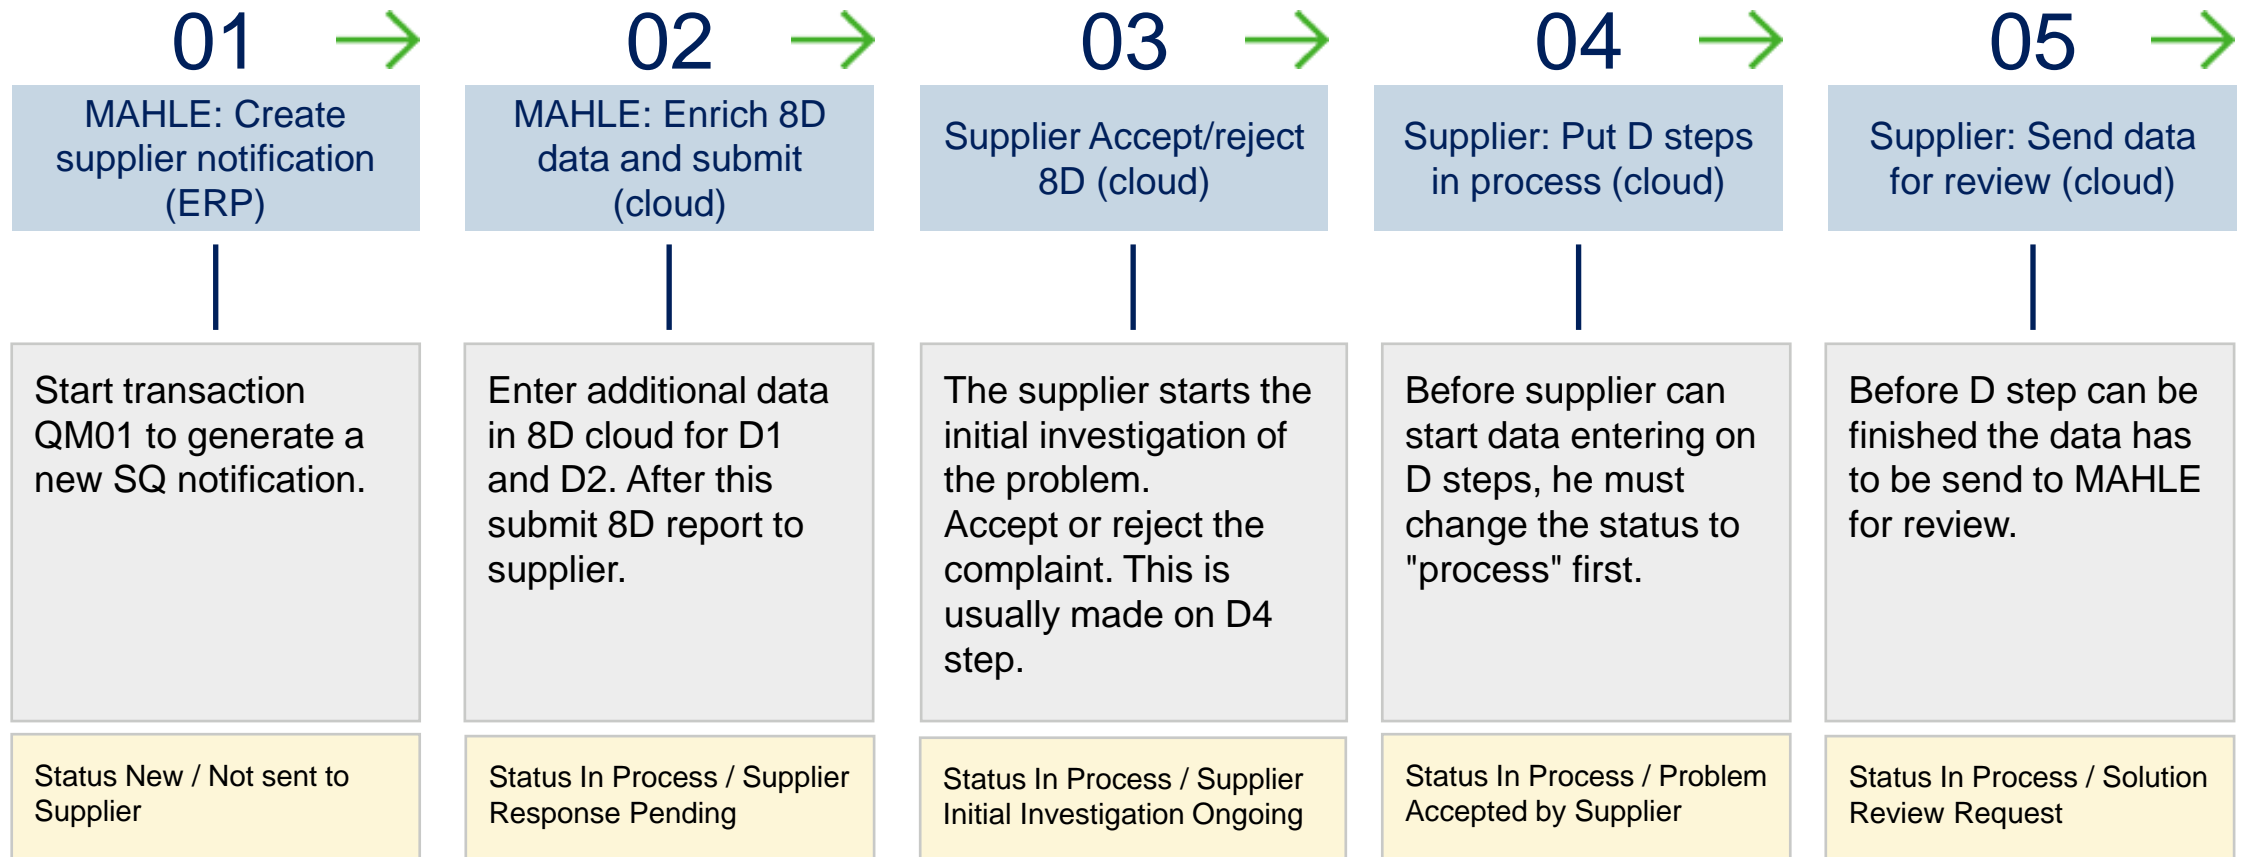 01
02
03
04
05
MAHLE: Create
supplier notification
(ERP)
MAHLE: Enrich 8D
data and submit
(cloud)
Supplier Accept/reject
8D (cloud)
Supplier: Put D steps
in process (cloud)
Supplier: Send data
for review (cloud)
Start transaction
QM01 to generate a
new SQ notification.
Enter additional data
in 8D cloud for D1
and D2. After this
submit 8D report to
supplier.
The supplier starts the
initial investigation of
the problem.
Accept or reject the
complaint. This is
usually made on D4
step.
Before supplier can
start data entering on
D steps, he must
change the status to
"process" first.
Before D step can be
finished the data has
to be send to MAHLE
for review.
Status New / Not sent to
Supplier
Status In Process / Supplier
Response Pending
Status In Process / Supplier
Initial Investigation Ongoing
Status In Process / Problem
Accepted by Supplier
Status In Process / Solution
Review Request